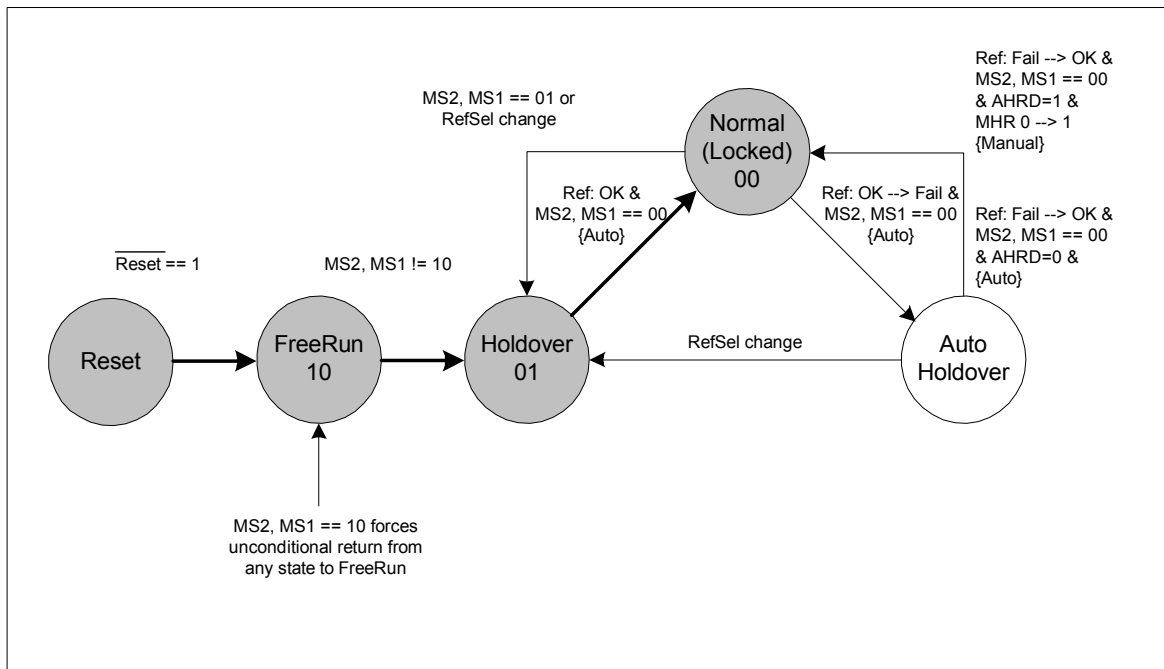 Ref: Fail --> OK &
MS2, MS1 == 00
& AHRD=1 &
MHR 0 --> 1
{Manual}
MS2, MS1 == 01 or
RefSel change
Normal
(Locked)
00
Ref: OK &
MS2, MS1 == 00
{Auto}
Ref: OK --> Fail &
MS2, MS1 == 00
{Auto}
Ref: Fail --> OK &
MS2, MS1 == 00
& AHRD=0 &
{Auto}
Reset == 1
MS2, MS1 != 10
Reset
FreeRun
10
Holdover
01
RefSel change
Auto
Holdover
MS2, MS1 == 10 forces
unconditional return from
any state to FreeRun